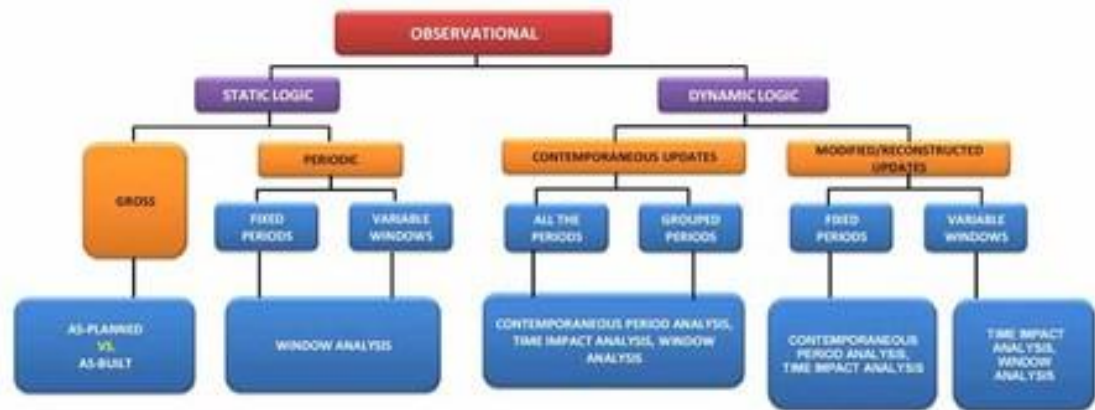 OBSERVATIONAL
STATIC LOGIC
DYNAMIC LOGIC
GROSS
PERIODIC
CONTEMPORANEOUS UPDATES
MODIFIED/RECONSTRUCTED
UPDATES
FIXED
PERIODS
VARIABLE
WINDOWS
ALL THE
PERIODS
GROUPED
PERIODS
FIXED
PERIODS
VARIABLE
WINDOWS
AS-PLANNED
VS
AS-BUILT
WINDOW ANALYSIS
CONTEMPORANEOUS PERIOD ANALYSIS,
TIME IMPACT ANALYSIS, WINDOW
ANALYSIS
CONTEMPORANEOUS
PERIOD ANALYSIS,
TIME IMPACT ANALYSIS
TIME IMPACT
ANALYSIS,
WINDOW
ANALYSIS